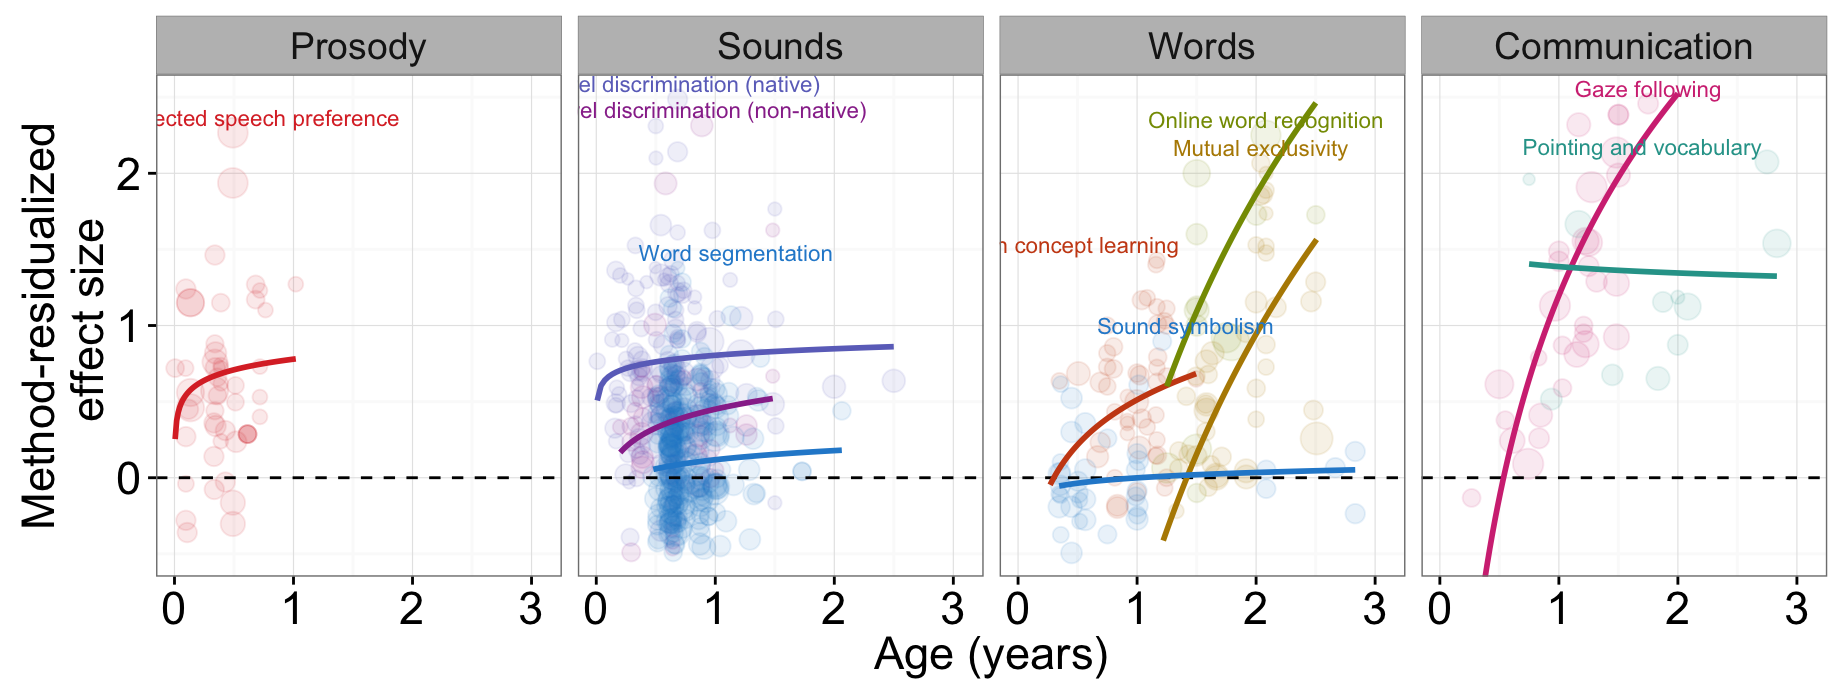 Prosody
Sounds
Words
Communication
Method-residualized
effect size
2
1
0
ected speech preference
el discrimination (native)
el discrimination (non-native)
Word segmentation
Online word recognition
Mutual exclusivity
n concept learning
Sound symbolism
Gaze following
Pointing and vocabulary
0 1 2 3
0 1 2 3
0 1 2 3
0 1 2 3
Age (years)